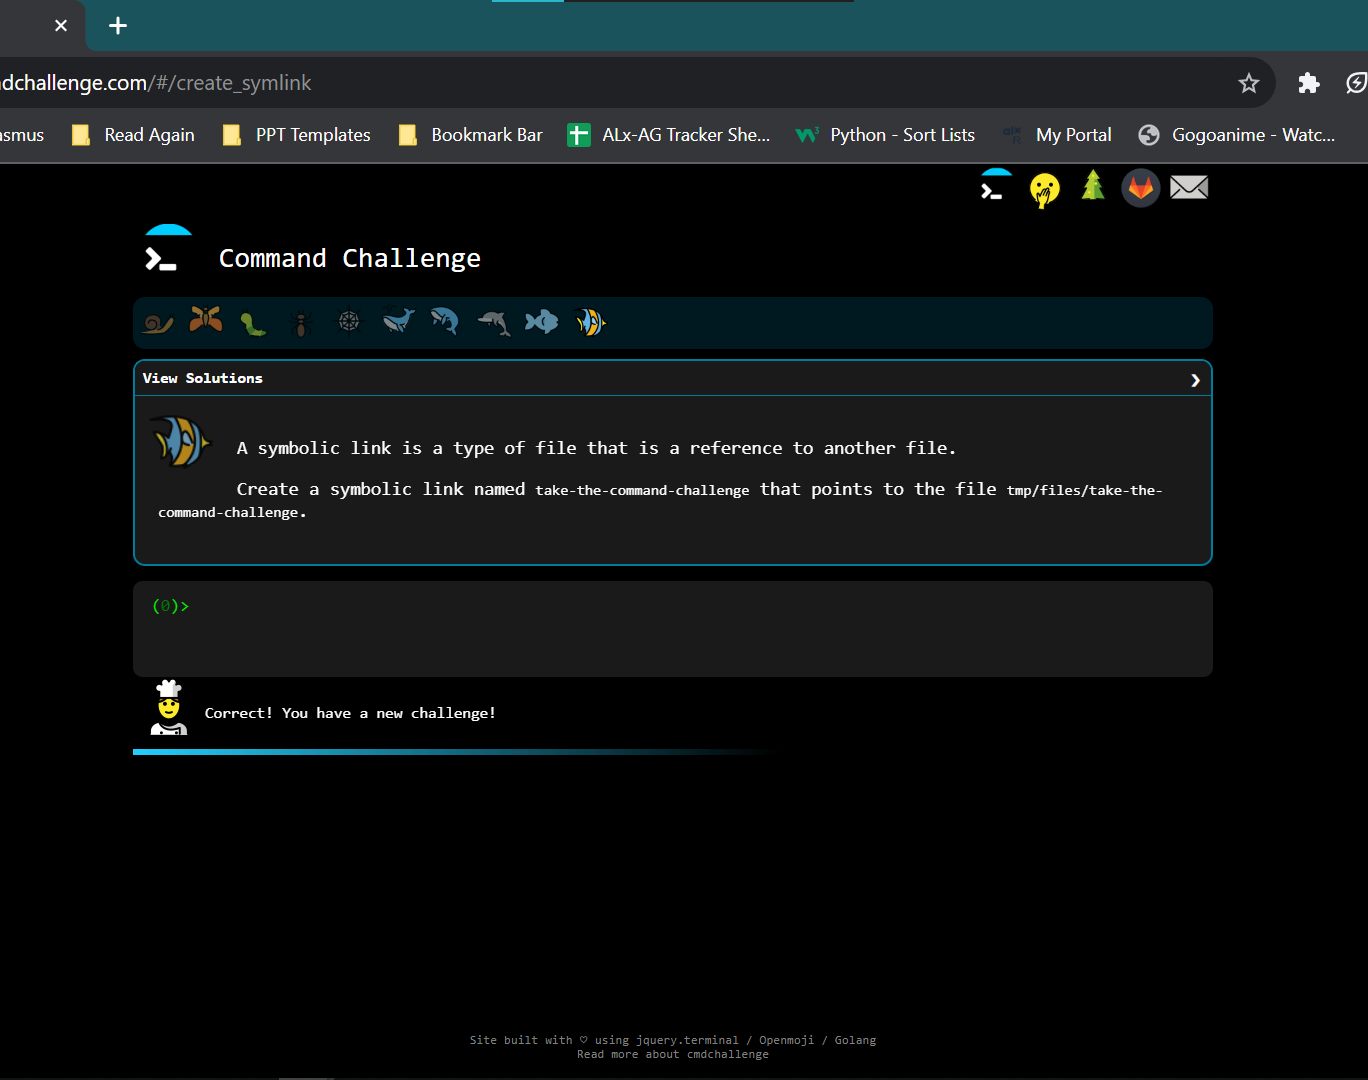 dchallenge.com/#/create_symlink
asmus Read Again PPT Templates Bookmark Bar ALx-AG Tracker She... Python - Sort Lists My Portal Gogoanime - Watc...
Command Challenge
View Solutions
A symbolic link is a type of file that is a reference to another file.
Create a symbolic link named take-the-command-challenge that points to the file tmp/files/take-the-
command-challenge.
(0)>
Correct! You have a new challenge!
Site built with ♡ using jquery.terminal / Openmoji / Golang
Read more about cmdchallenge